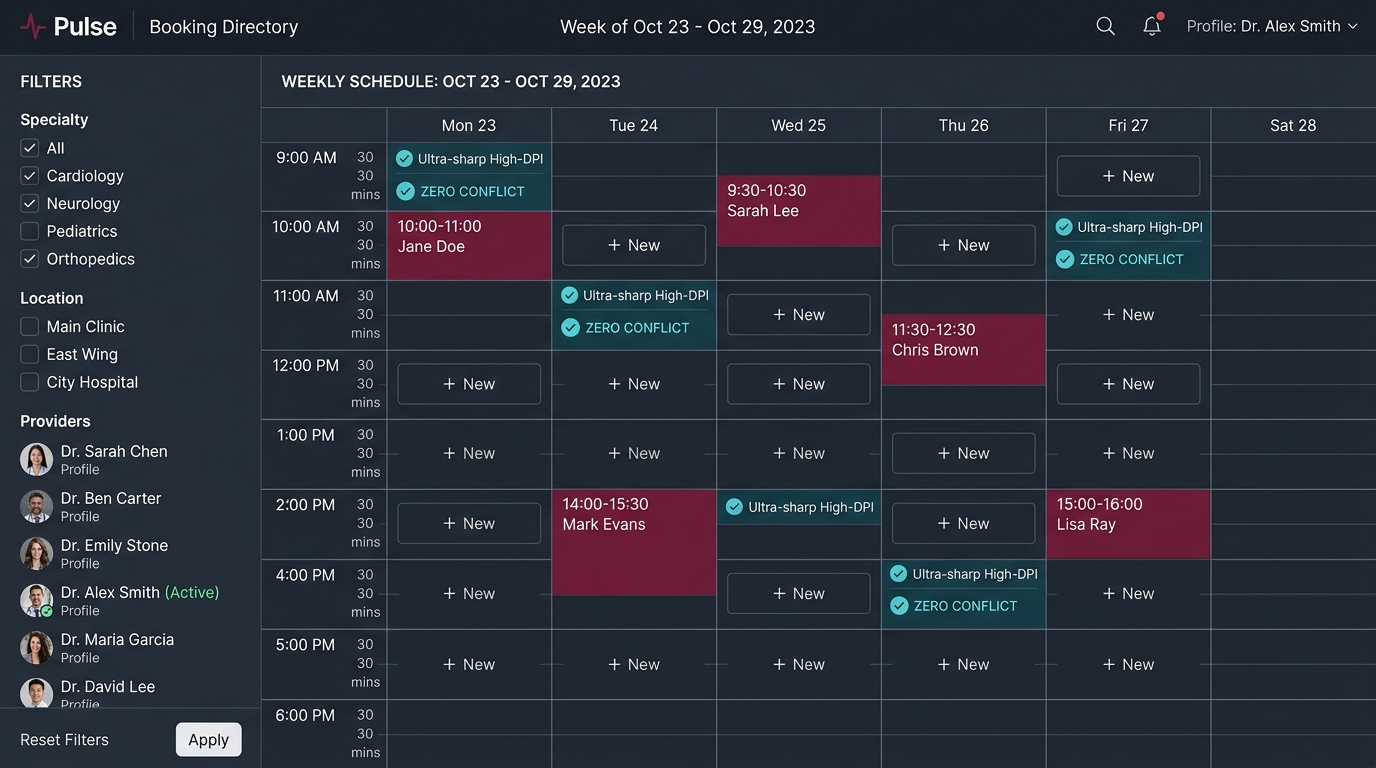 Pulse
Booking Directory
Week of Oct 23 - Oct 29, 2023
Profile: Dr. Alex Smith
FILTERS
Specialty
All
Cardiology
Neurology
Pediatrics
Orthopedics
Location
Main Clinic
East Wing
City Hospital
Providers
Dr. Sarah Chen
Profile
Dr. Ben Carter
Profile
Dr. Emily Stone
Profile
Dr. Alex Smith (Active)
Profile
Dr. Maria Garcia
Profile
Dr. David Lee
Profile
Reset Filters
Apply
WEEKLY SCHEDULE: OCT 23 - OCT 29, 2023
Mon 23 Tue 24 Wed 25 Thu 26 Fri 27 Sat 28
9:00 AM 30
30
mins
Ultra-sharp High-DPI
ZERO CONFLICT
9:30-10:30
Sarah Lee
+ New
10:00 AM 30
30
mins
10:00-11:00
Jane Doe
+ New
+ New
Ultra-sharp High-DPI
ZERO CONFLICT
11:00 AM 30
30
mins
Ultra-sharp High-DPI
ZERO CONFLICT
+ New
11:30-12:30
Chris Brown
+ New
12:00 PM 30
30
mins
+ New
+ New
+ New
+ New
1:00 PM 30
30
mins
+ New
+ New
+ New
+ New
+ New
2:00 PM 30
30
mins
+ New
14:00-15:30
Mark Evans
Ultra-sharp High-DPI
+ New
15:00-16:00
Lisa Ray
4:00 PM 30
30
mins
+ New
+ New
Ultra-sharp High-DPI
ZERO CONFLICT
+ New
5:00 PM 30
30
mins
+ New
+ New
+ New
+ New
+ New
6:00 PM 30
30
mins